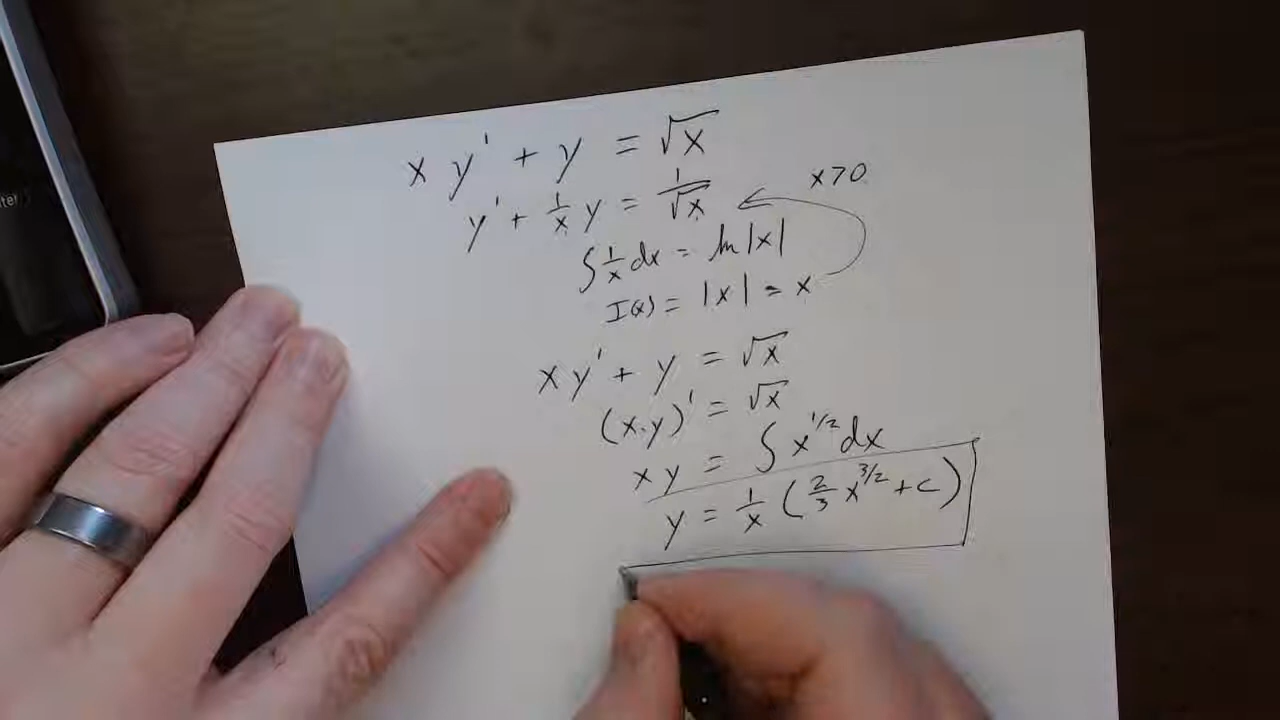 x y' + y = √x
y' + 1/x y = 1/√x
x>0
∫ 1/x dx = ln |x|
I(x) = |x| = x
x y' + y = √x
(x·y)' = √x
x y = ∫ x^1/2 dx
y = 1/x (2/3 x^3/2 + c)